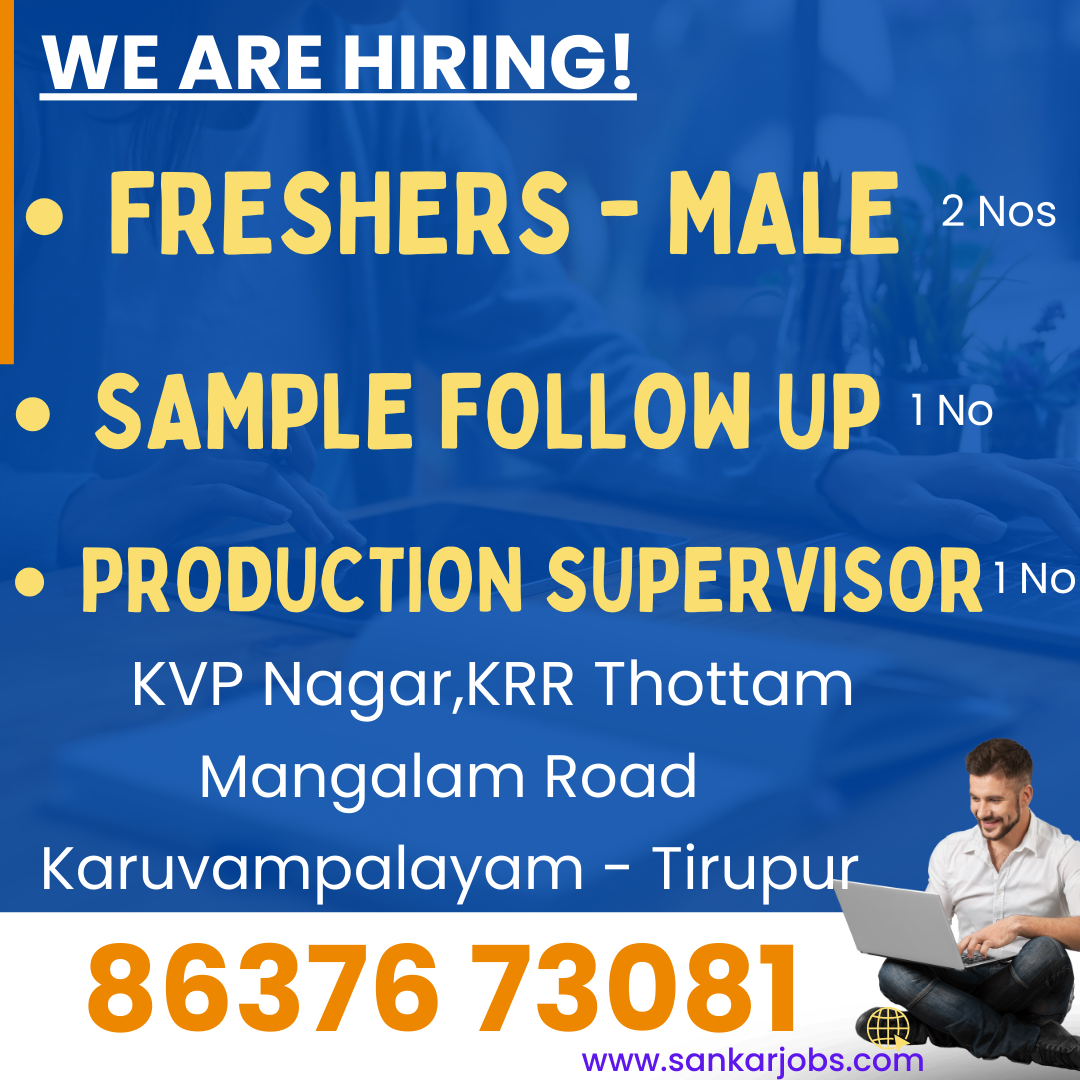 WE ARE HIRING!
• FRESHERS - MALE 2 Nos
• SAMPLE FOLLOW UP 1 No
• PRODUCTION SUPERVISOR 1 No
KVP Nagar,KRR Thottam
Mangalam Road
Karuvampalayam - Tirupur
86376 73081
www.sankarjobs.com